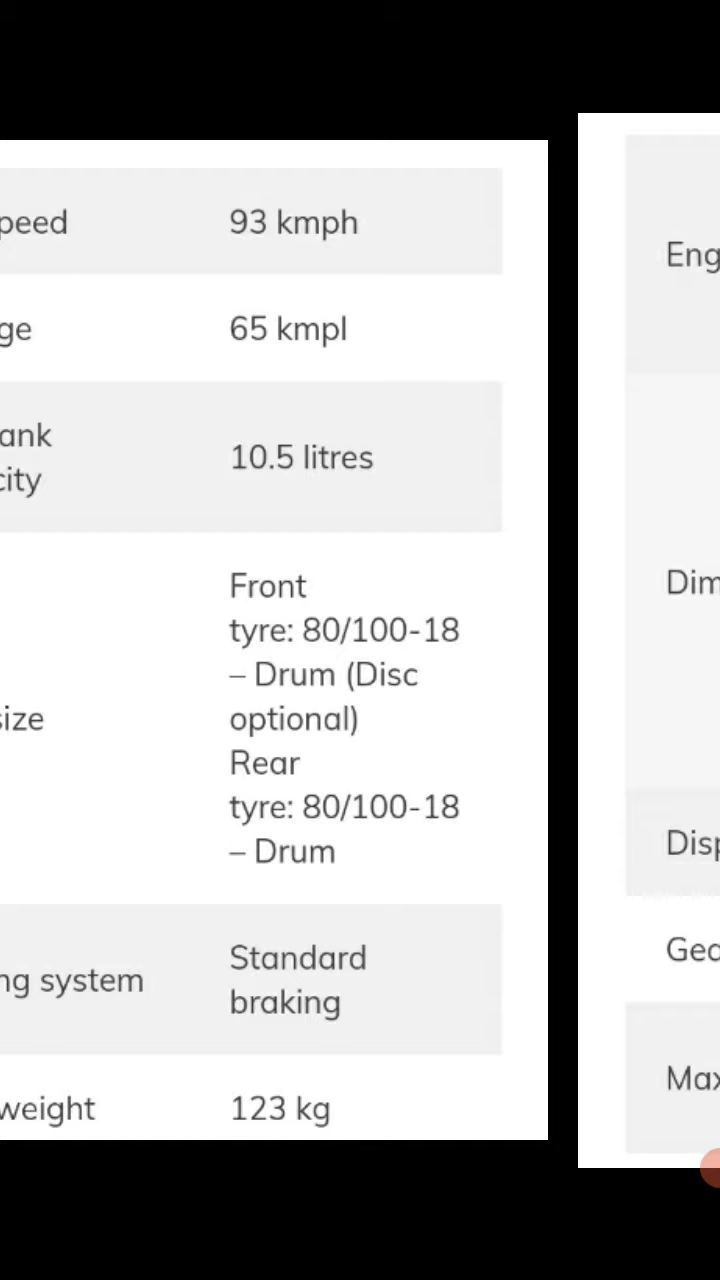 peed 93 kmph
ge 65 kmpl
ank
city
10.5 litres
size
Front
tyre: 80/100-18
– Drum (Disc
optional)
Rear
tyre: 80/100-18
– Drum
ng system
Standard
braking
weight 123 kg
Eng
Dim
Disp
Gea
Max